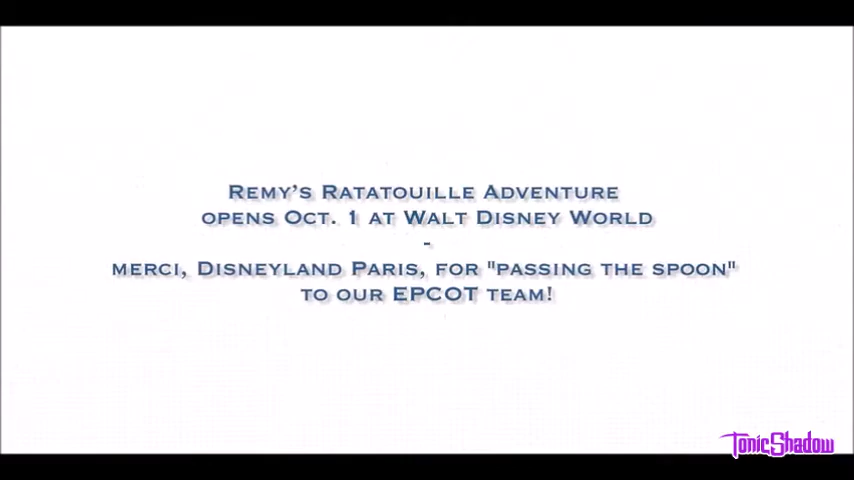 Remy's Ratatouille Adventure
opens Oct. 1 at Walt Disney World
-
merci, Disneyland Paris, for "passing the spoon"
to our EPCOT team!
TonicShadow